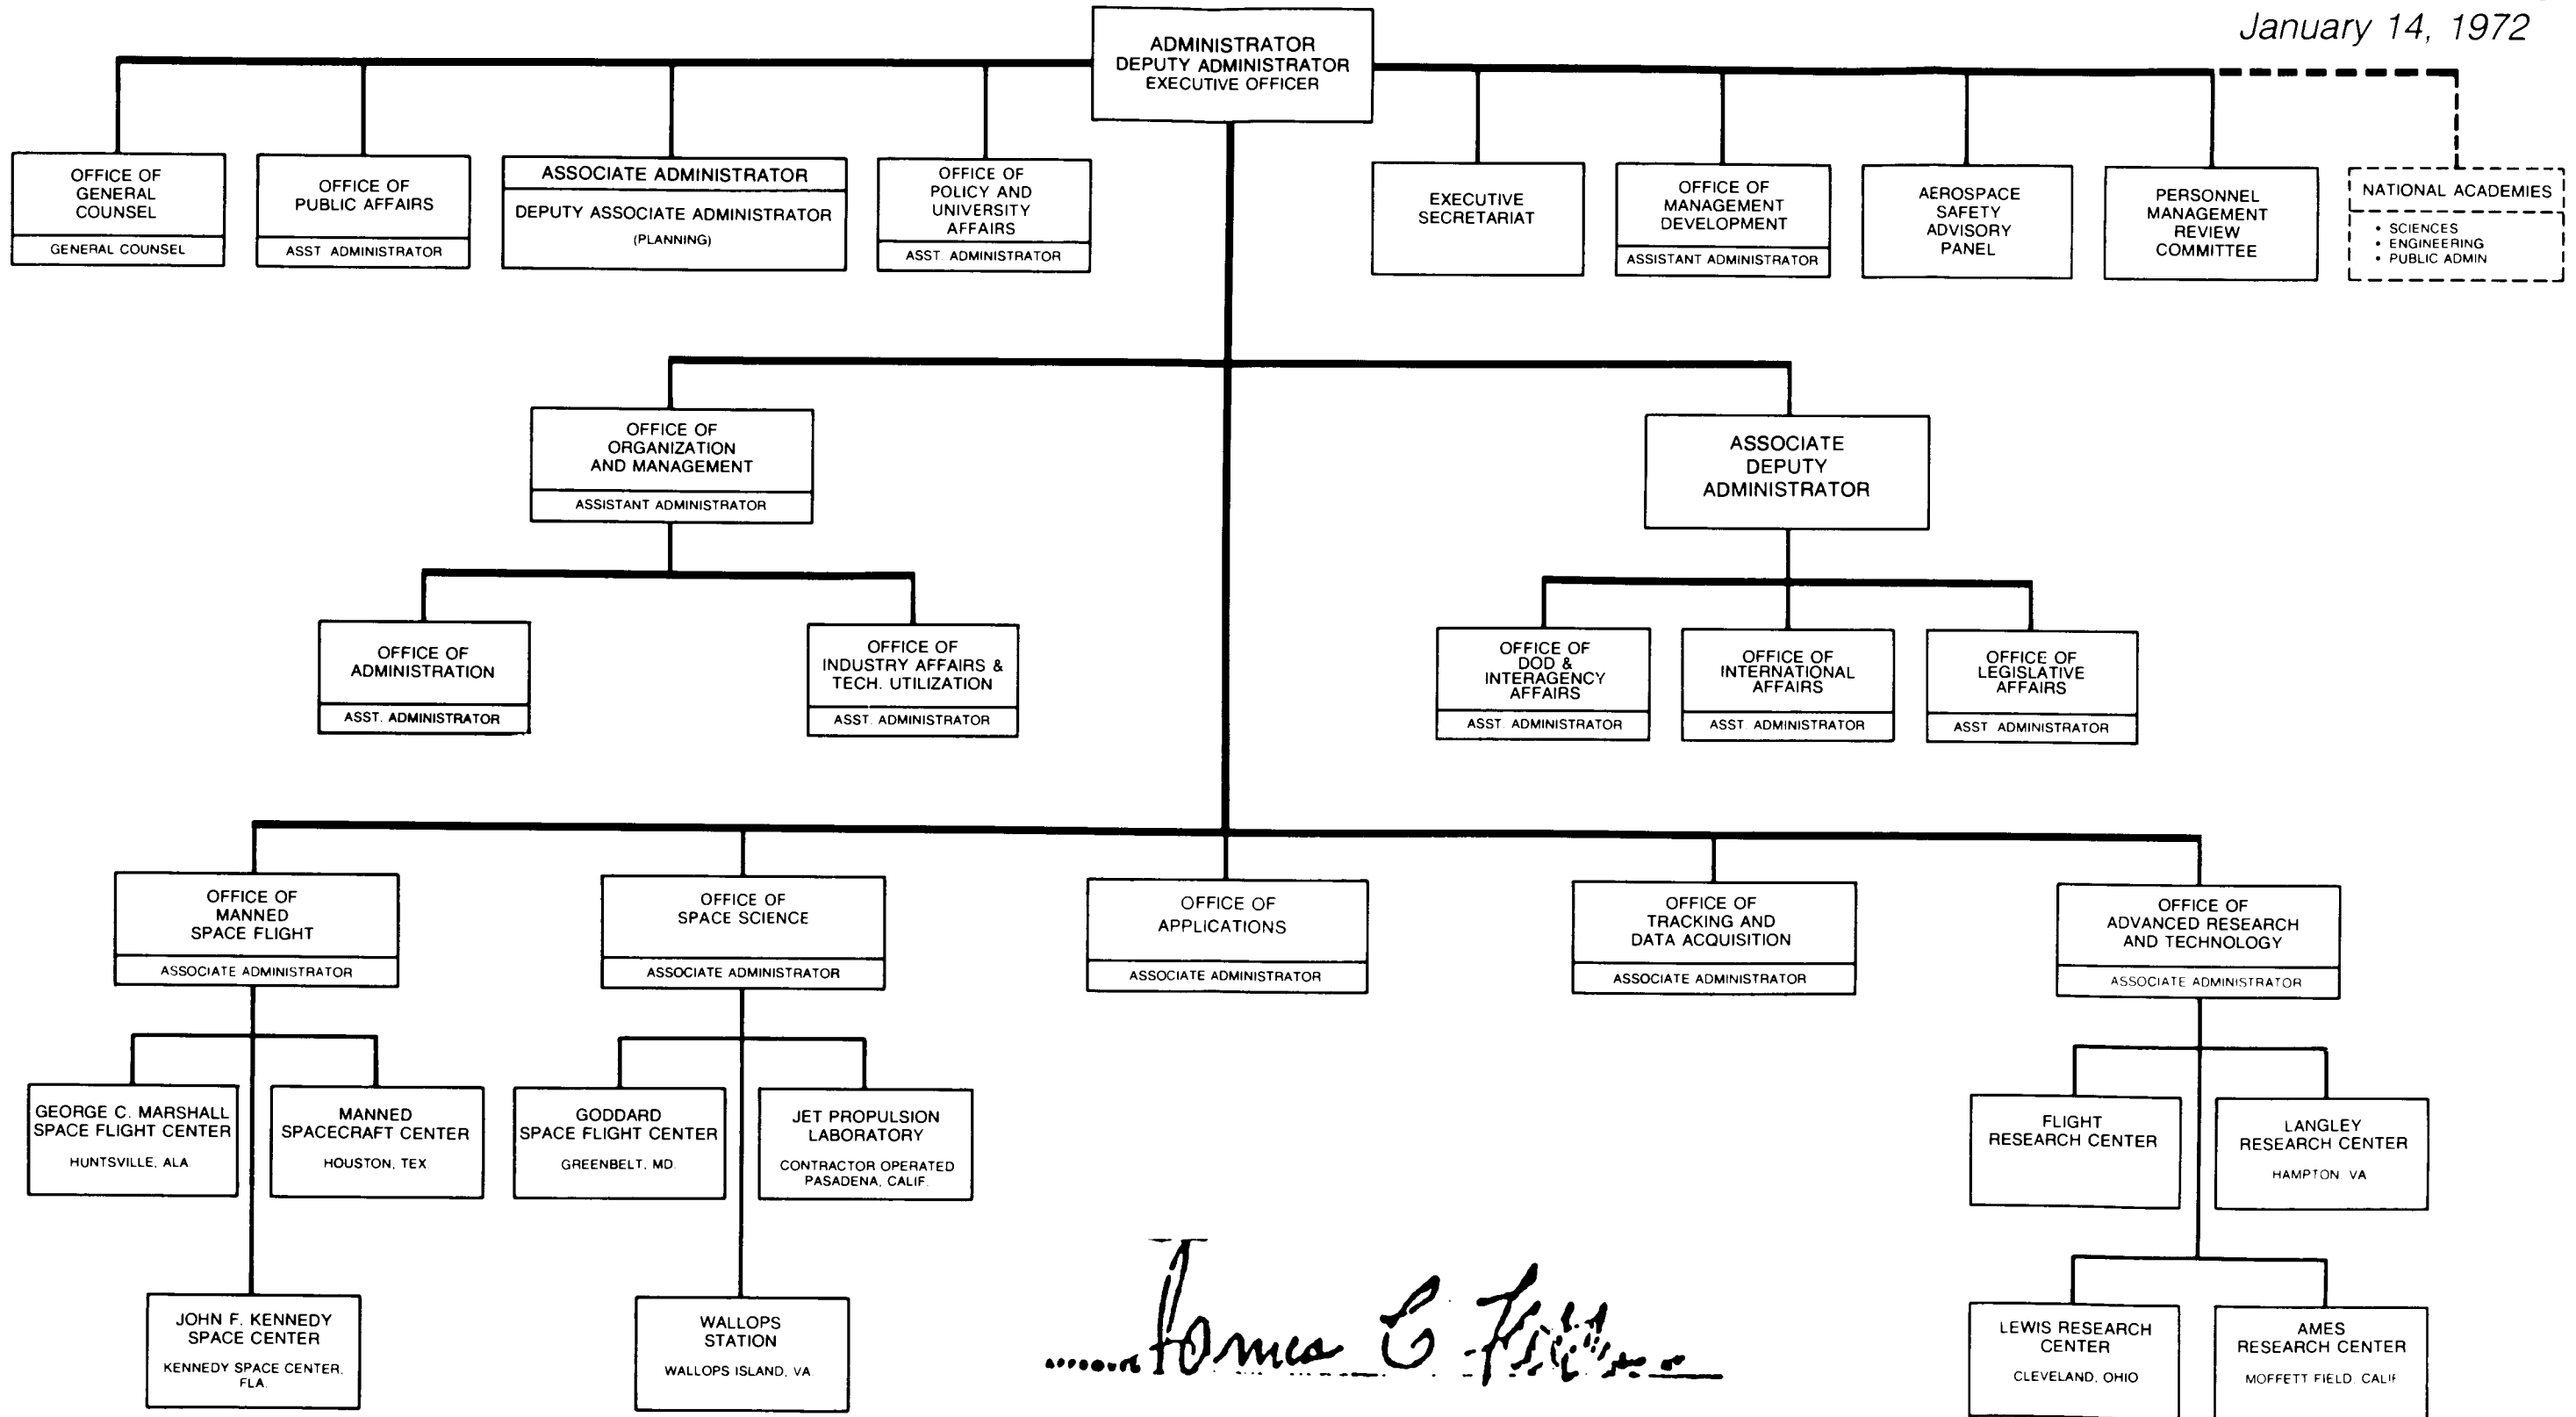 January 14, 1972
ADMINISTRATOR
DEPUTY ADMINISTRATOR
EXECUTIVE OFFICER
OFFICE OF
GENERAL
COUNSEL
GENERAL COUNSEL
OFFICE OF
PUBLIC AFFAIRS
ASST ADMINISTRATOR
ASSOCIATE ADMINISTRATOR
DEPUTY ASSOCIATE ADMINISTRATOR
(PLANNING)
OFFICE OF
POLICY AND
UNIVERSITY
AFFAIRS
ASST. ADMINISTRATOR
EXECUTIVE
SECRETARIAT
OFFICE OF
MANAGEMENT
DEVELOPMENT
ASSISTANT ADMINISTRATOR
AEROSPACE
SAFETY
ADVISORY
PANEL
PERSONNEL
MANAGEMENT
REVIEW
COMMITTEE
NATIONAL ACADEMIES
• SCIENCES
• ENGINEERING
• PUBLIC ADMIN
OFFICE OF
ORGANIZATION
AND MANAGEMENT
ASSISTANT ADMINISTRATOR
ASSOCIATE
DEPUTY
ADMINISTRATOR
OFFICE OF
ADMINISTRATION
ASST. ADMINISTRATOR
OFFICE OF
INDUSTRY AFFAIRS &
TECH. UTILIZATION
ASST. ADMINISTRATOR
OFFICE OF
DOD &
INTERAGENCY
AFFAIRS
ASST. ADMINISTRATOR
OFFICE OF
INTERNATIONAL
AFFAIRS
ASST. ADMINISTRATOR
OFFICE OF
LEGISLATIVE
AFFAIRS
ASST ADMINISTRATOR
OFFICE OF
MANNED
SPACE FLIGHT
ASSOCIATE ADMINISTRATOR
OFFICE OF
SPACE SCIENCE
ASSOCIATE ADMINISTRATOR
OFFICE OF
APPLICATIONS
ASSOCIATE ADMINISTRATOR
OFFICE OF
TRACKING AND
DATA ACQUISITION
ASSOCIATE ADMINISTRATOR
OFFICE OF
ADVANCED RESEARCH
AND TECHNOLOGY
ASSOCIATE ADMINISTRATOR
GEORGE C. MARSHALL
SPACE FLIGHT CENTER
HUNTSVILLE, ALA.
MANNED
SPACECRAFT CENTER
HOUSTON, TEX
GODDARD
SPACE FLIGHT CENTER
GREENBELT, MD.
JET PROPULSION
LABORATORY
CONTRACTOR OPERATED
PASADENA, CALIF.
FLIGHT
RESEARCH CENTER
LANGLEY
RESEARCH CENTER
HAMPTON, VA
JOHN F. KENNEDY
SPACE CENTER
KENNEDY SPACE CENTER,
FLA.
WALLOPS
STATION
WALLOPS ISLAND, VA.
James C
LEWIS RESEARCH
CENTER
CLEVELAND, OHIO
AMES
RESEARCH CENTER
MOFFETT FIELD, CALIF